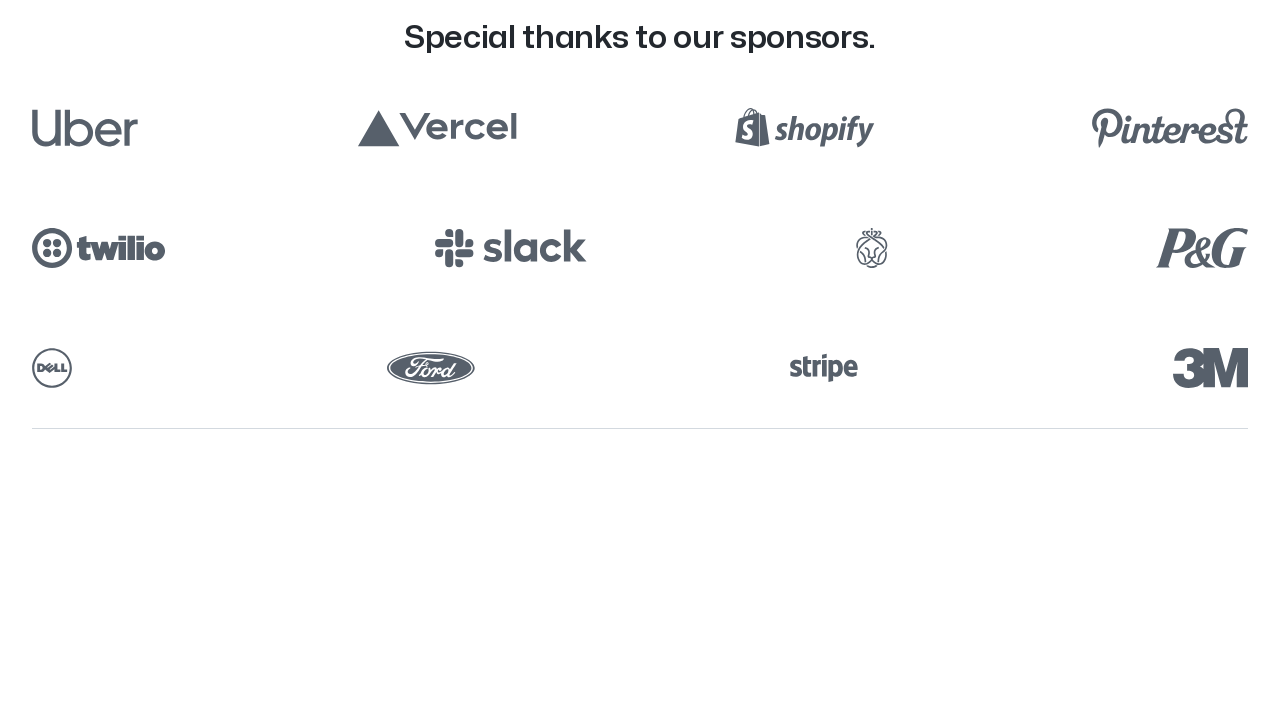 Special thanks to our sponsors.
Uber
Vercel
shopify
Pinterest
twilio
slack
P&G
DELL
Ford
stripe
3M